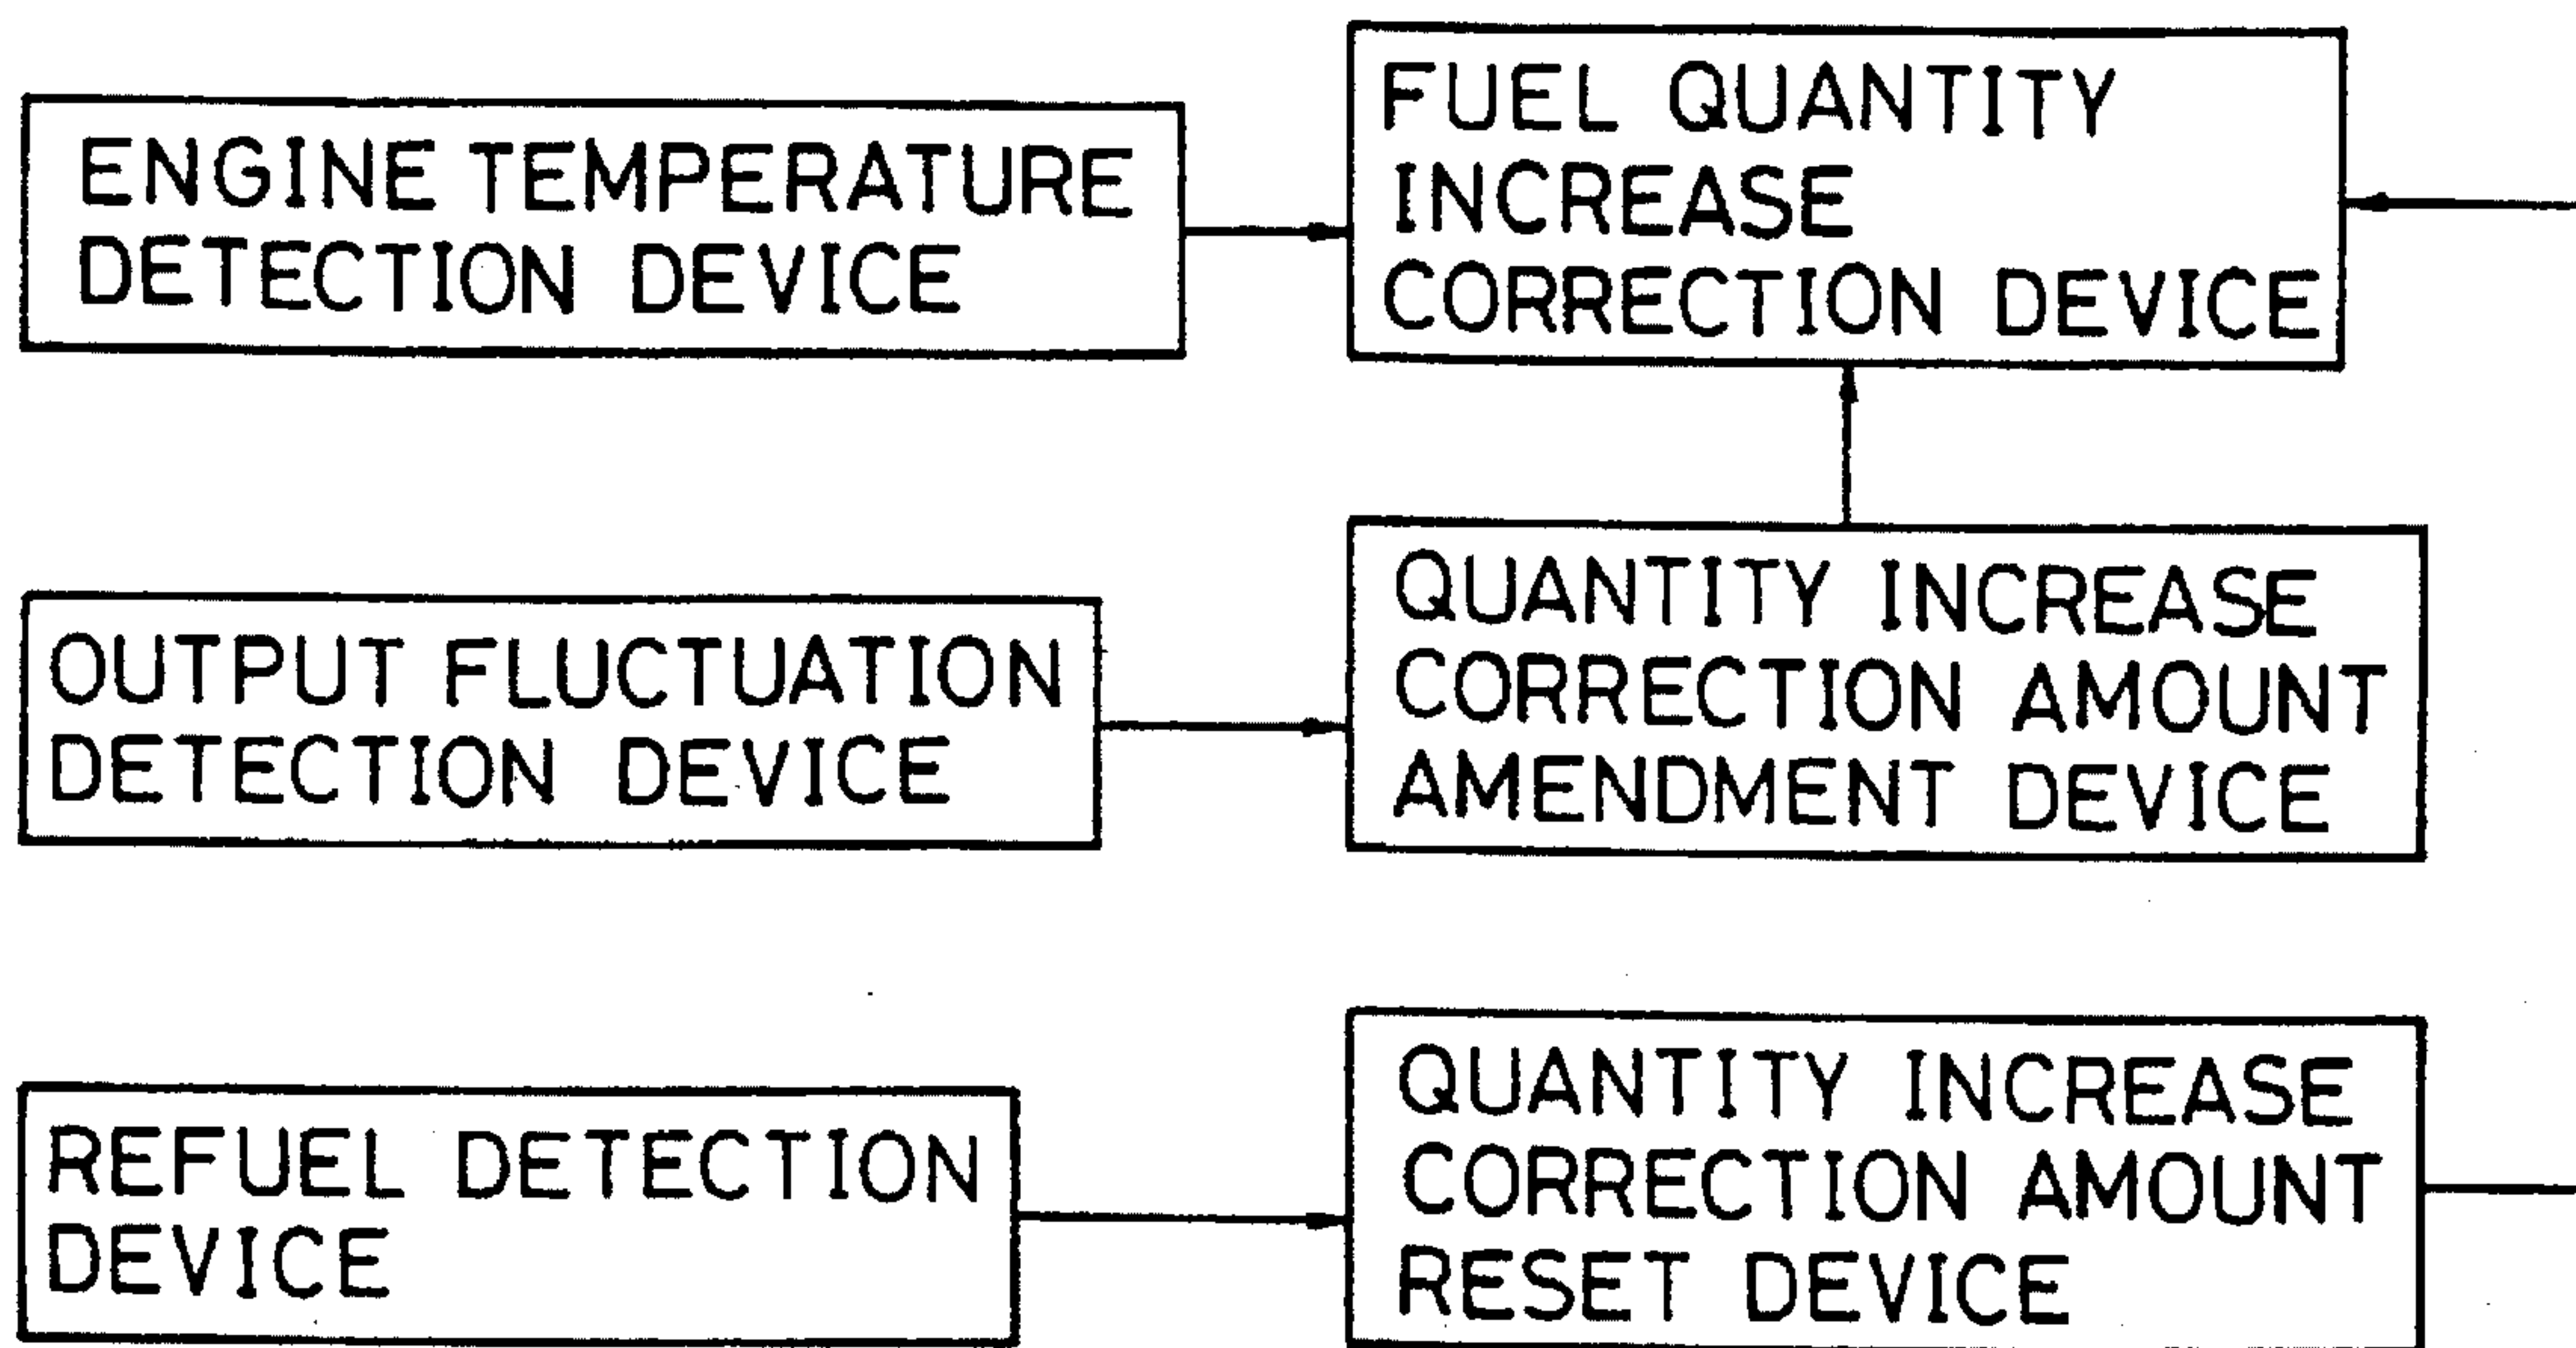 ENGINE TEMPERATURE
DETECTION DEVICE
FUEL QUANTITY
INCREASE
CORRECTION DEVICE
OUTPUT FLUCTUATION
DETECTION DEVICE
QUANTITY INCREASE
CORRECTION AMOUNT
AMENDMENT DEVICE
REFUEL DETECTION
DEVICE
QUANTITY INCREASE
CORRECTION AMOUNT
RESET DEVICE